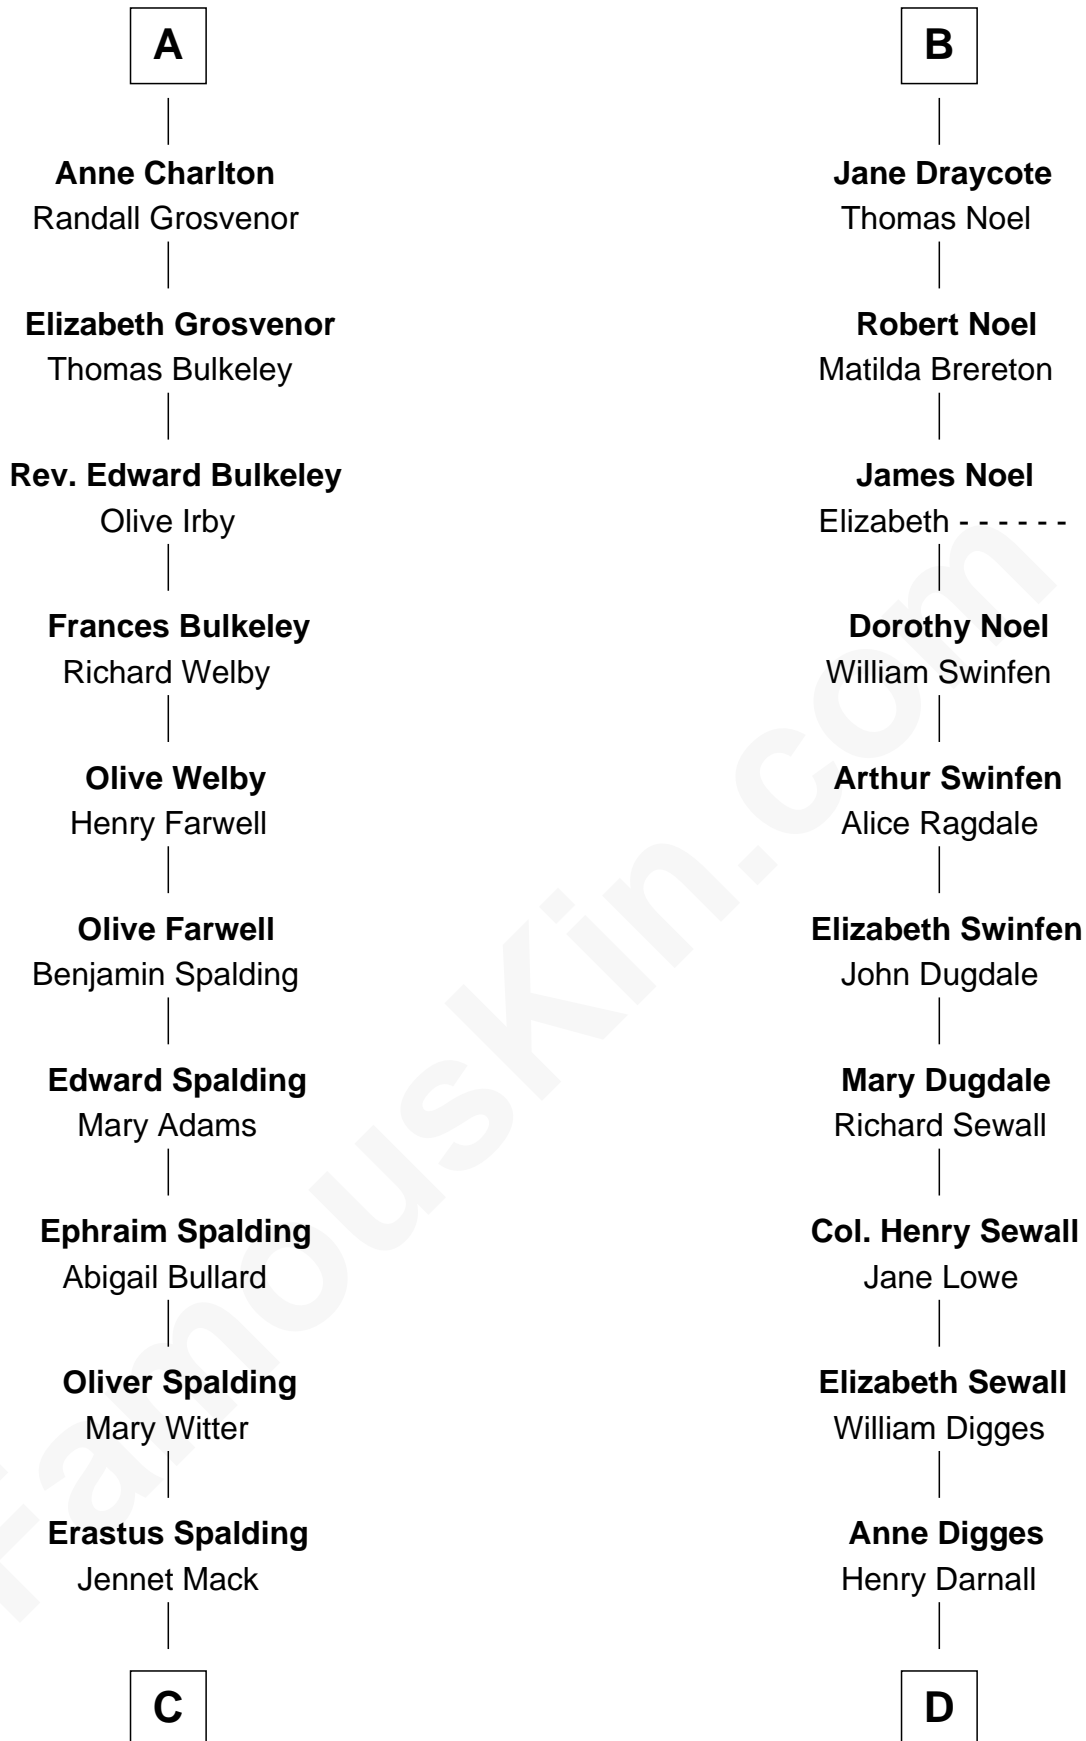 A
Anne Charlton
Randall Grosvenor
Elizabeth Grosvenor
Thomas Bulkeley
Rev. Edward Bulkeley
Olive Irby
Frances Bulkeley
Richard Welby
Olive Welby
Henry Farwell
Olive Farwell
Benjamin Spalding
Edward Spalding
Mary Adams
Ephraim Spalding
Abigail Bullard
Oliver Spalding
Mary Witter
Erastus Spalding
Jennet Mack
C
B
Jane Draycote
Thomas Noel
Robert Noel
Matilda Brereton
James Noel
Elizabeth - - - - - -
Dorothy Noel
William Swinfen
Arthur Swinfen
Alice Ragdale
Elizabeth Swinfen
John Dugdale
Mary Dugdale
Richard Sewall
Col. Henry Sewall
Jane Lowe
Elizabeth Sewall
William Digges
Anne Digges
Henry Darnall
D
FamousKin.com